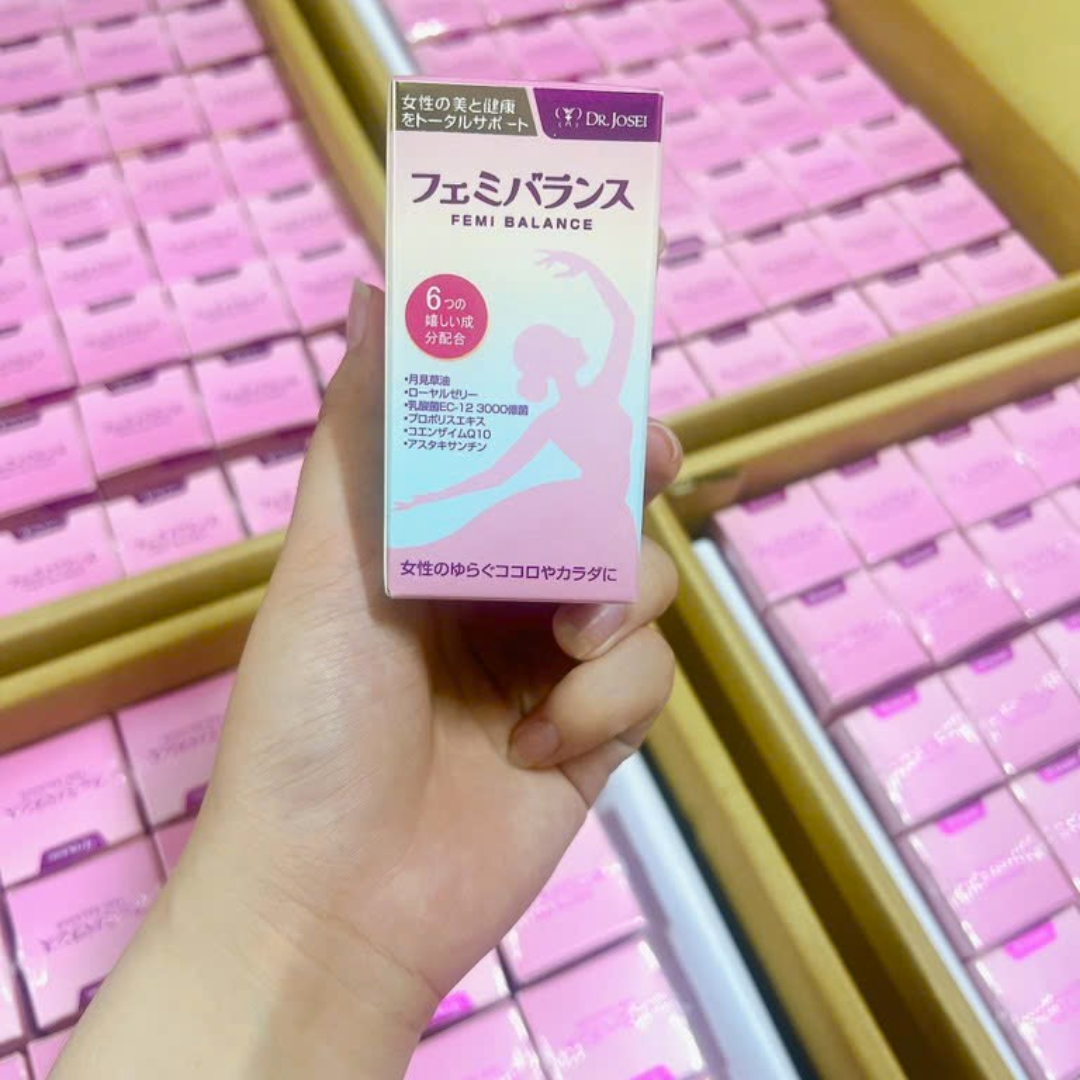 女性の美と健康
をトータルサポート
DR. JOSEI
フェミバランス
FEMI BALANCE
6つの
嬉しい成
分配合
・月見草油
・ローヤルゼリー
・乳酸菌EC-12 3000億菌
・プロポリスエキス
・コエンザイムQ10
・アスタキサンチン
女性のゆらぐココロやカラダに